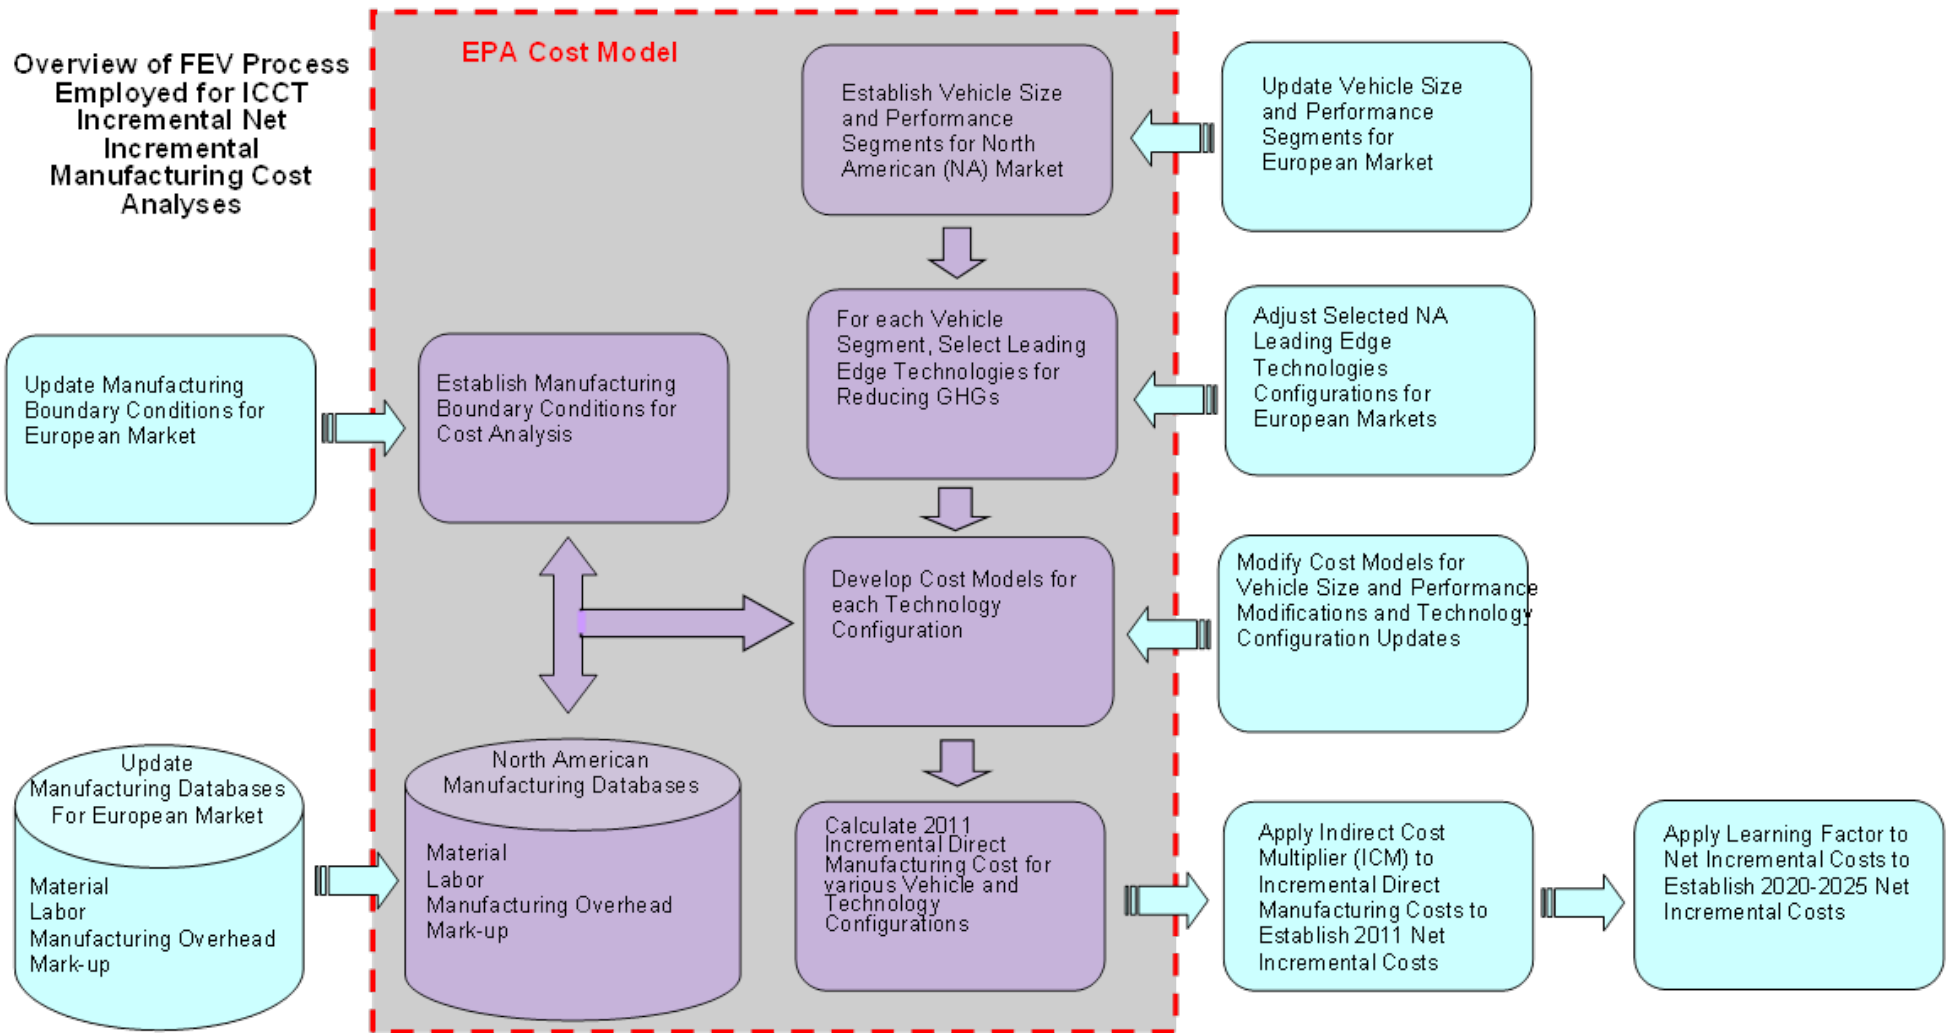 Overview of FEV Process
Employed for ICCT
Incremental Net
Incremental
Manufacturing Cost
Analyses
EPA Cost Model
Establish Vehicle Size
and Performance
Segments for North
American (NA) Market
Update Vehicle Size
and Performance
Segments for
European Market
For each Vehicle
Segment, Select Leading
Edge Technologies for
Reducing GHGs
Adjust Selected NA
Leading Edge
Technologies
Configurations for
European Markets
Update Manufacturing
Boundary Conditions for
European Market
Establish Manufacturing
Boundary Conditions for
Cost Analysis
Develop Cost Models for
each Technology
Configuration
Modify Cost Models for
Vehicle Size and Performance
Modifications and Technology
Configuration Updates
Update
Manufacturing Databases
For European Market
Material
Labor
Manufacturing Overhead
Mark-up
North American
Manufacturing Databases
Material
Labor
Manufacturing Overhead
Mark-up
Calculate 2011
Incremental Direct
Manufacturing Cost for
various Vehicle and
Technology
Configurations
Apply Indirect Cost
Multiplier (ICM) to
Incremental Direct
Manufacturing Costs to
Establish 2011 Net
Incremental Costs
Apply Learning Factor to
Net Incremental Costs to
Establish 2020-2025 Net
Incremental Costs